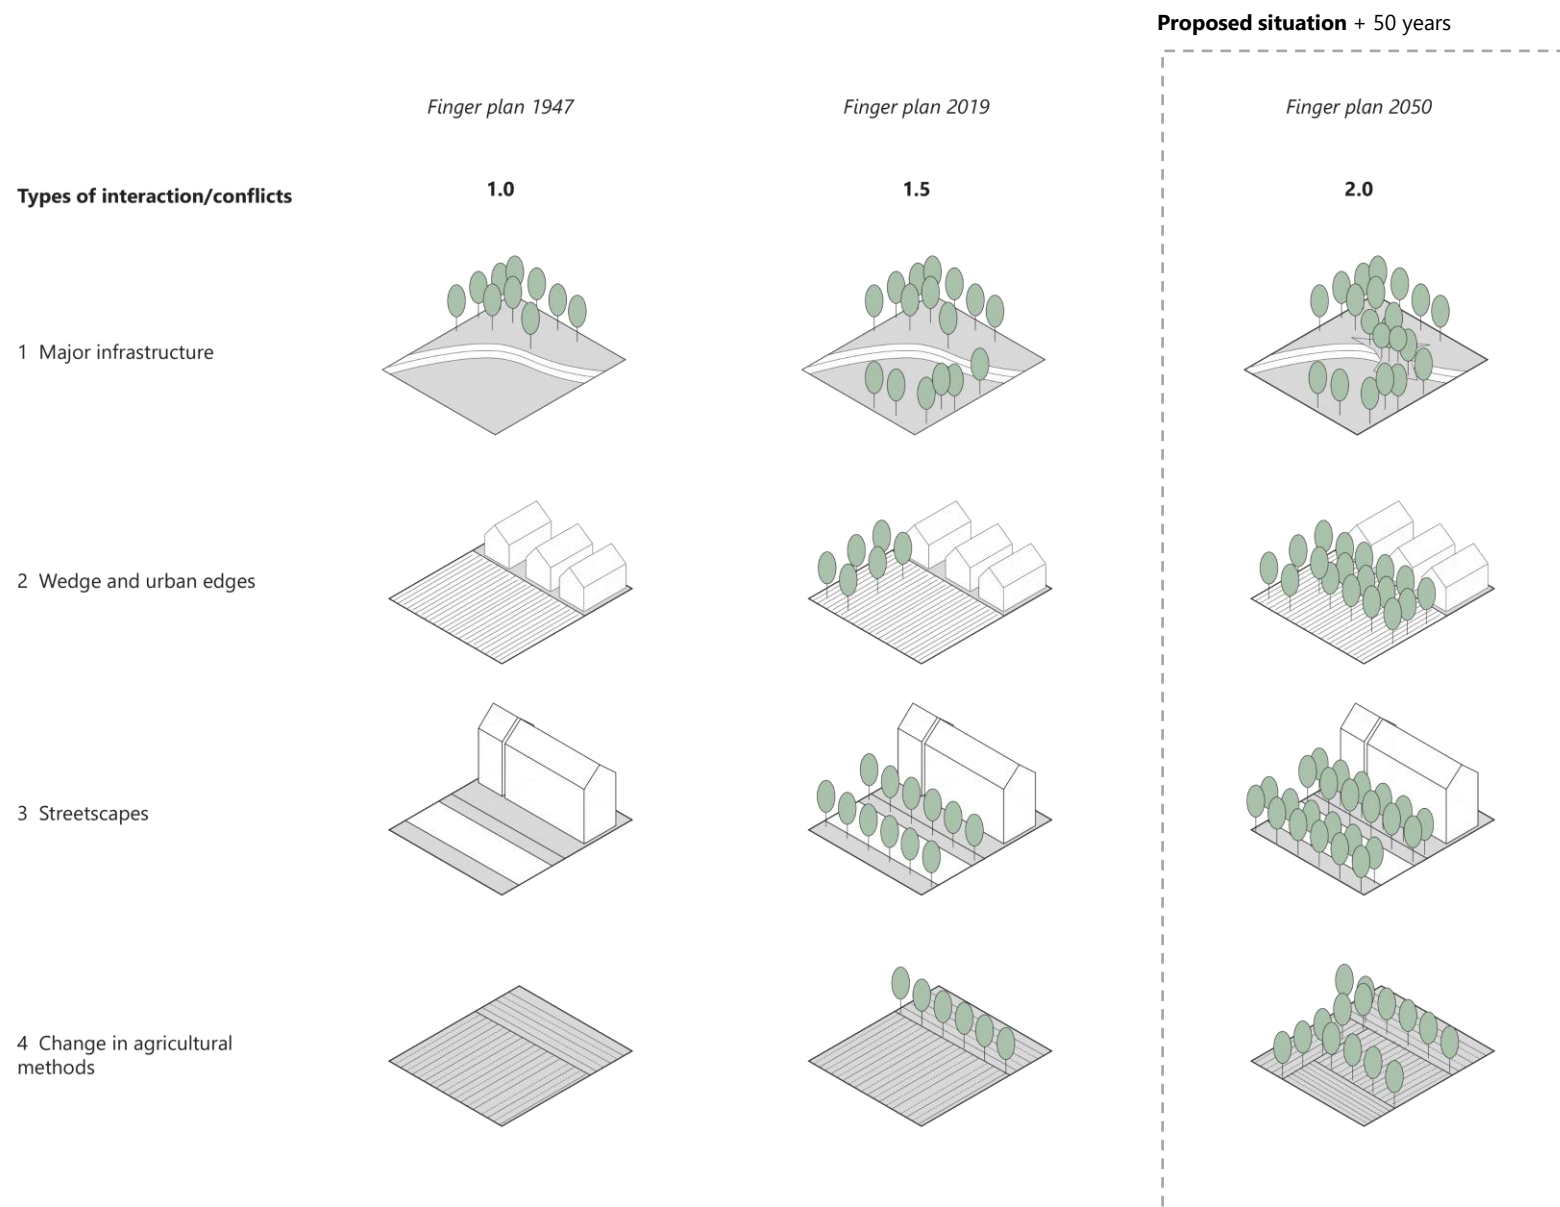 Proposed situation + 50 years
Finger plan 1947
Finger plan 2019
Finger plan 2050
Types of interaction/conflicts
1.0
1.5
2.0
1 Major infrastructure
2 Wedge and urban edges
3 Streetscapes
4 Change in agricultural
methods